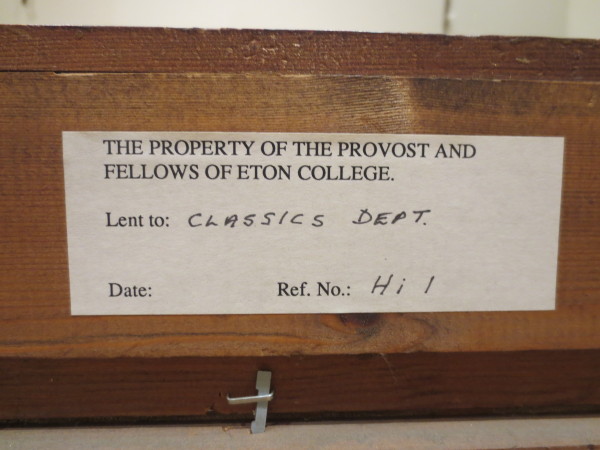 THE PROPERTY OF THE PROVOST AND
FELLOWS OF ETON COLLEGE.
Lent to: CLASSICS DEPT.
Date: Ref. No.: Hi 1